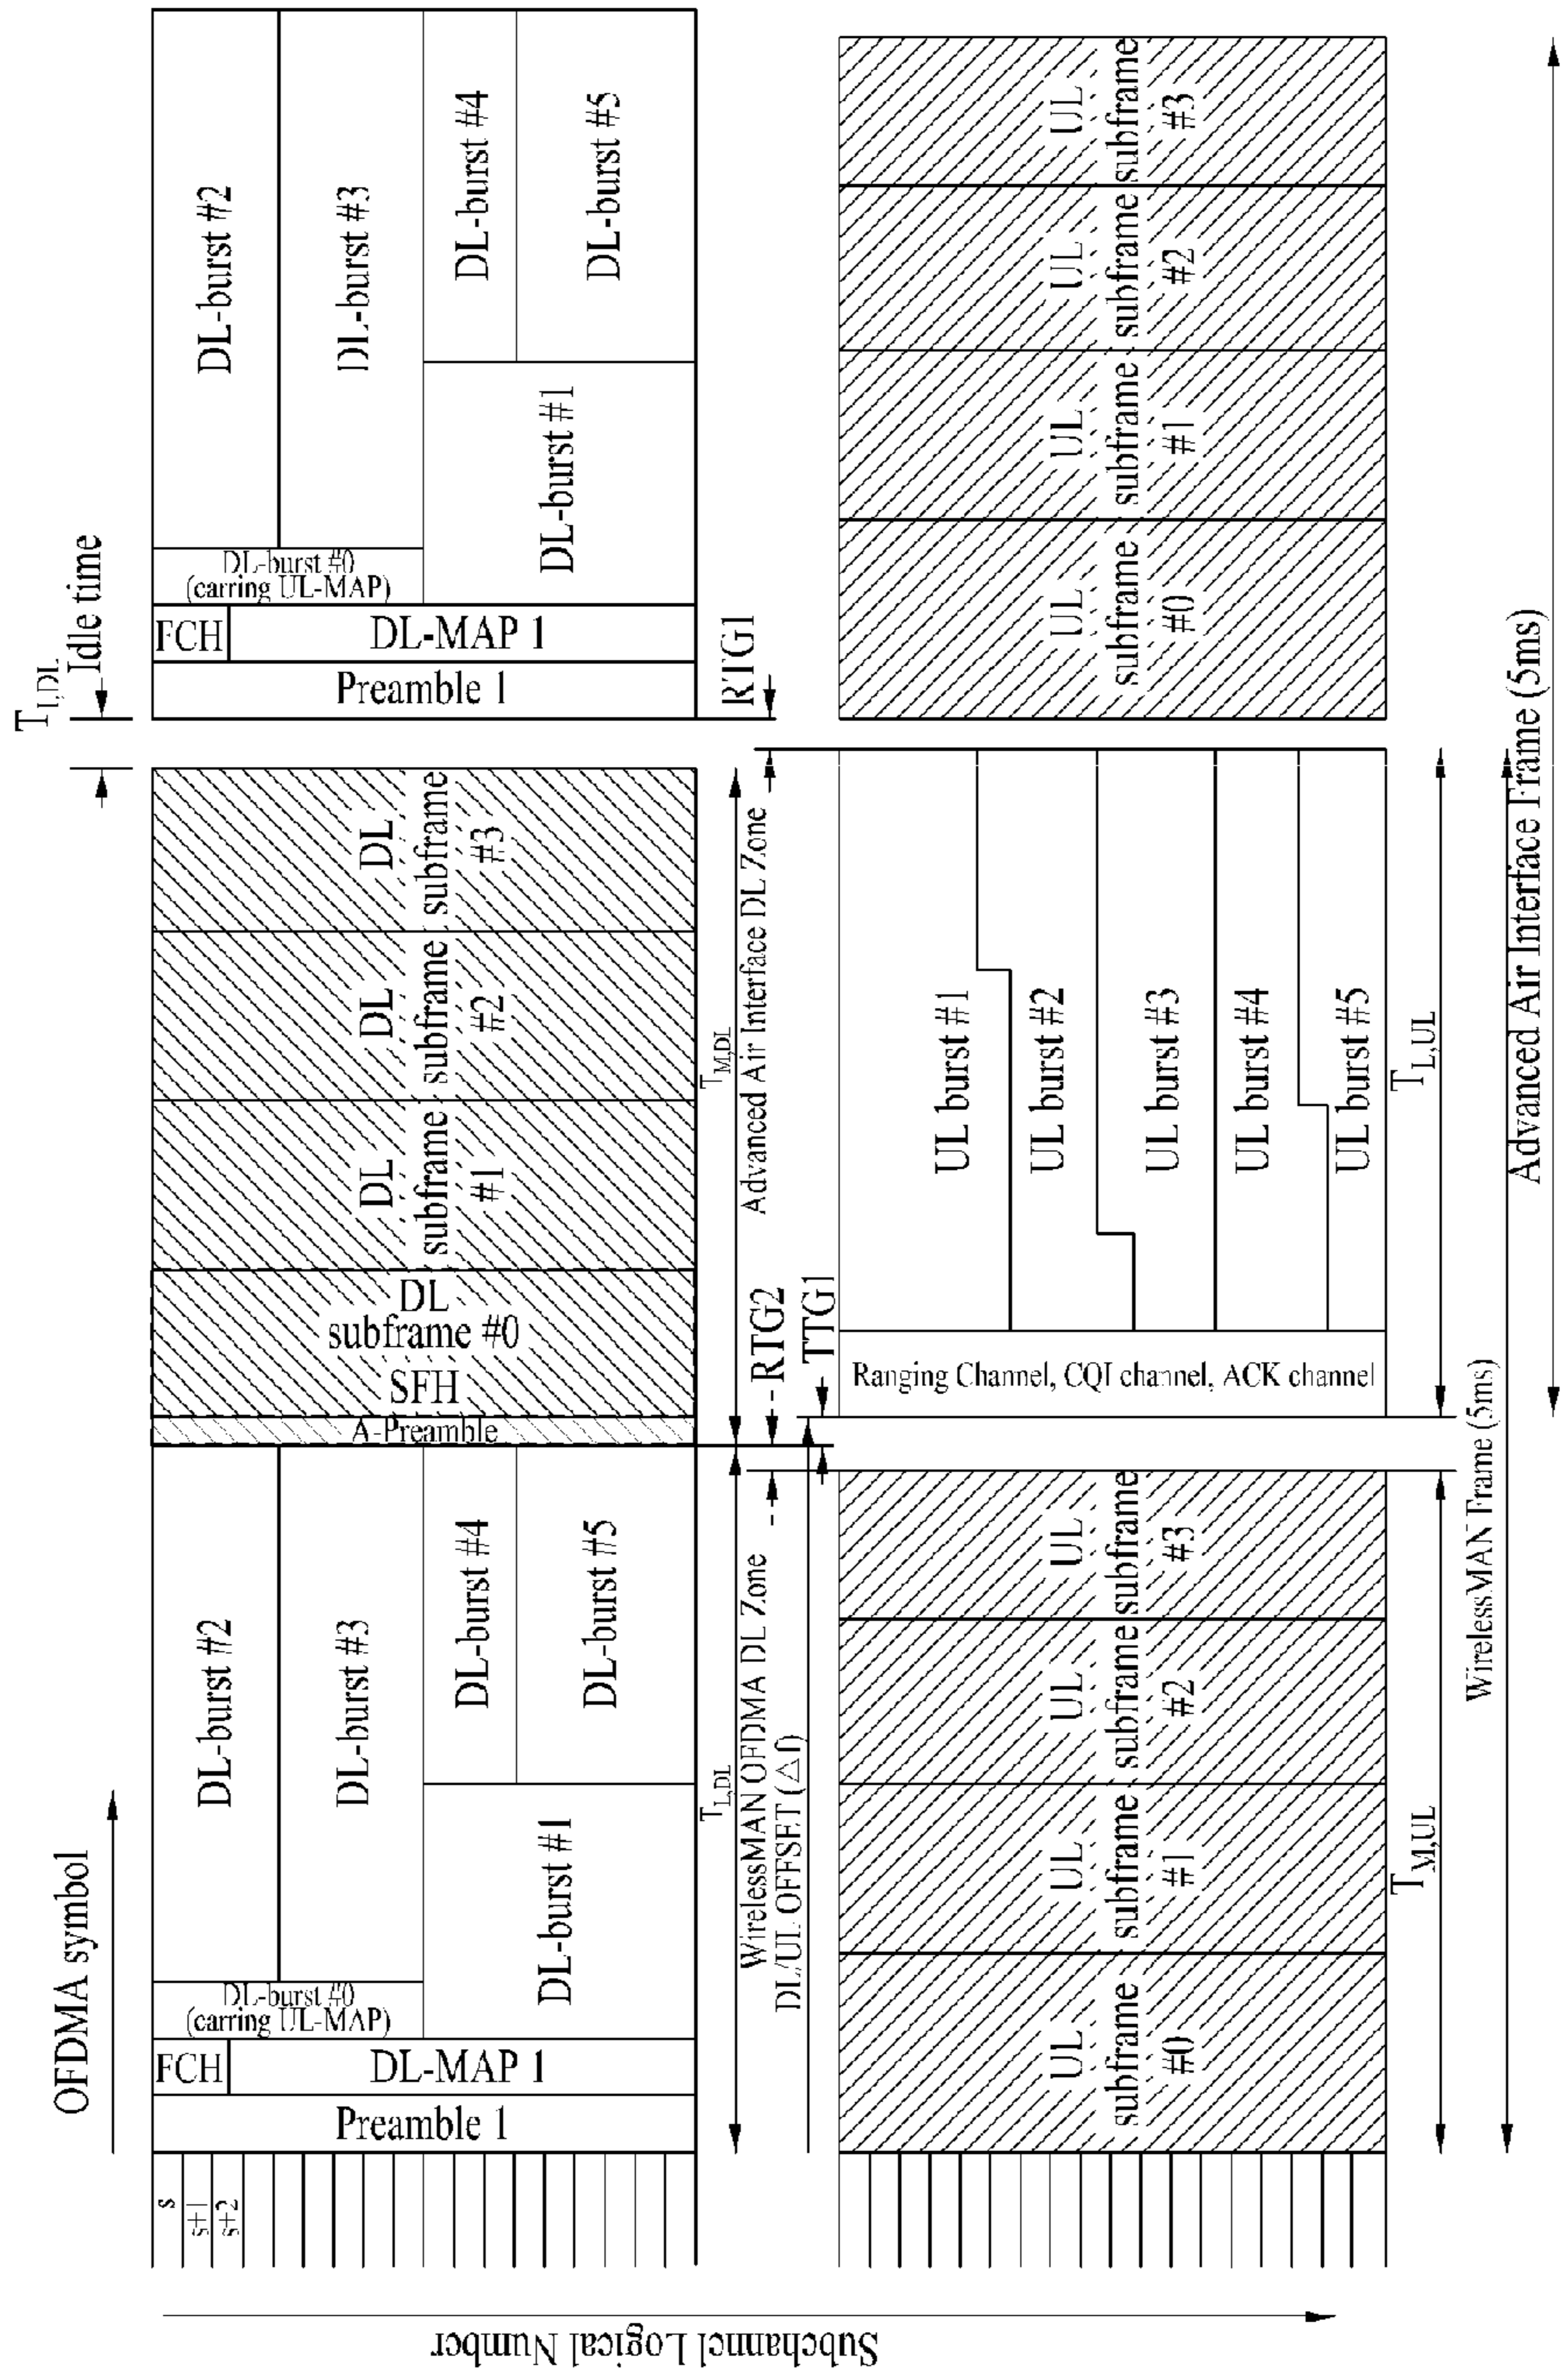 OFDMA symbol
T_L,DL
Idle time
Subchannel Logical Number
s
s+1
s+2
Preamble 1
FCH
DL-MAP 1
DL-burst #0
(carring UL-MAP)
DL-burst #2
DL-burst #3
DL-burst #1
DL-burst #4
DL-burst #5
A-Preamble
SFH
DL
subframe #0
DL
subframe
#1
DL
subframe
#2
DL
subframe
#3
Preamble 1
FCH
DL-MAP 1
DL-burst #0
(carring UL-MAP)
DL-burst #2
DL-burst #3
DL-burst #1
DL-burst #4
DL-burst #5
T_L,DL
WirelessMAN OFDMA DL Zone
DL/UL OFFSET (△f)
T_M,DL
Advanced Air Interface DL Zone
RTG2
TTG1
RTG1
UL
subframe
#0
UL
subframe
#1
UL
subframe
#2
UL
subframe
#3
Ranging Channel, CQI channel, ACK channel
UL burst #1
UL burst #2
UL burst #3
UL burst #4
UL burst #5
UL
subframe
#0
UL
subframe
#1
UL
subframe
#2
UL
subframe
#3
T_M,UL
T_L,UL
WirelessMAN Frame (5ms)
Advanced Air Interface Frame (5ms)